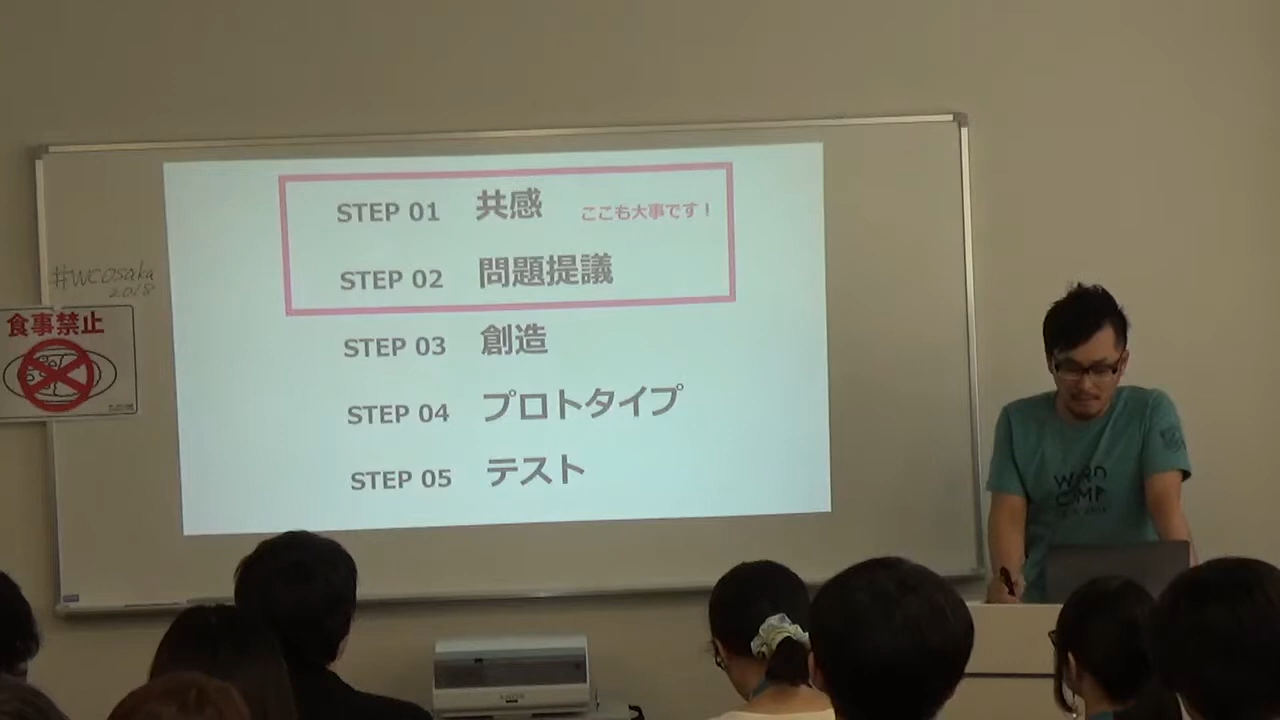 STEP 01 共感 ここも大事です！
STEP 02 問題提議
STEP 03 創造
STEP 04 プロトタイプ
STEP 05 テスト
#wcosaka
2018
食事禁止